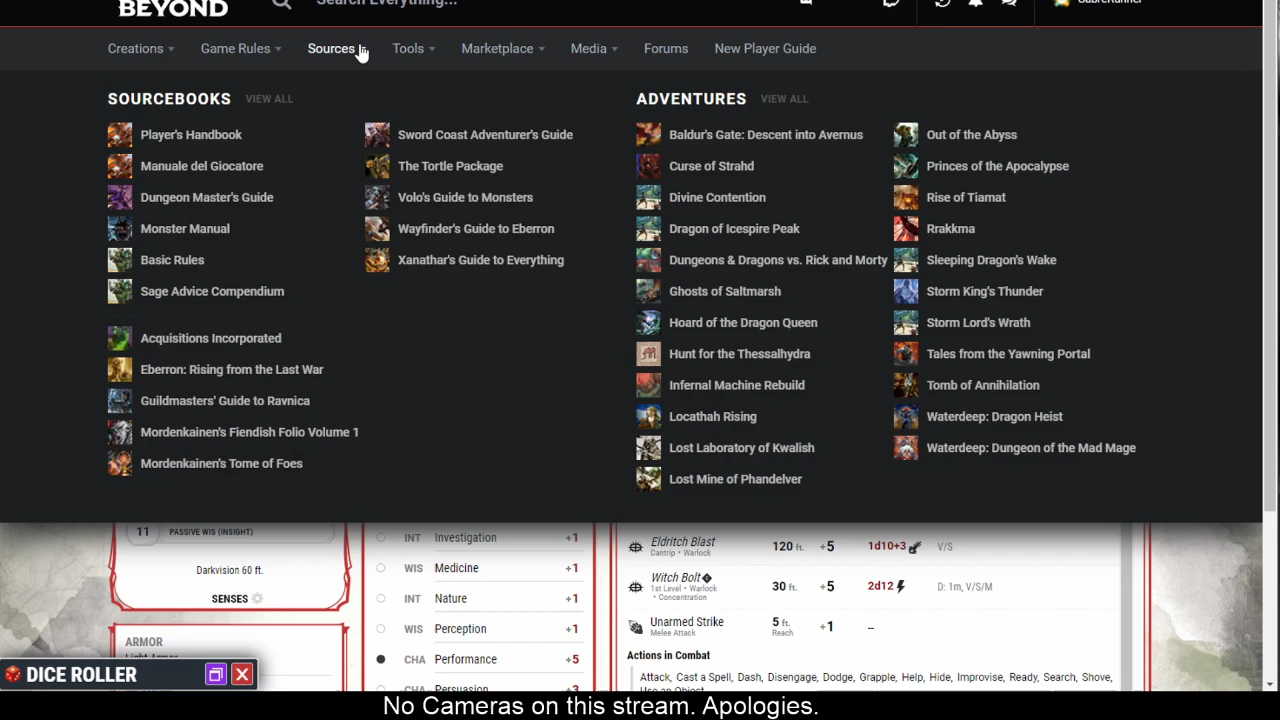 BEYOND
Search Everything...
Creations Game Rules Sources Tools Marketplace Media Forums New Player Guide
SOURCEBOOKS VIEW ALL
Player's Handbook
Manuale del Giocatore
Dungeon Master's Guide
Monster Manual
Basic Rules
Sage Advice Compendium
Acquisitions Incorporated
Eberron: Rising from the Last War
Guildmasters' Guide to Ravnica
Mordenkainen's Fiendish Folio Volume 1
Mordenkainen's Tome of Foes
Sword Coast Adventurer's Guide
The Tortle Package
Volo's Guide to Monsters
Wayfinder's Guide to Eberron
Xanathar's Guide to Everything
ADVENTURES VIEW ALL
Baldur's Gate: Descent into Avernus
Curse of Strahd
Divine Contention
Dragon of Icespire Peak
Dungeons & Dragons vs. Rick and Morty
Ghosts of Saltmarsh
Hoard of the Dragon Queen
Hunt for the Thessalhydra
Infernal Machine Rebuild
Locathah Rising
Lost Laboratory of Kwalish
Lost Mine of Phandelver
Out of the Abyss
Princes of the Apocalypse
Rise of Tiamat
Rrakkma
Sleeping Dragon's Wake
Storm King's Thunder
Storm Lord's Wrath
Tales from the Yawning Portal
Tomb of Annihilation
Waterdeep: Dragon Heist
Waterdeep: Dungeon of the Mad Mage
11 PASSIVE WIS (INSIGHT)
Darkvision 60 ft.
SENSES
ARMOR
Light Armor
INT Investigation +1
WIS Medicine +1
INT Nature +1
WIS Perception +1
CHA Performance +5
CHA Persuasion +3
Eldritch Blast 120 ft. +5 1d10+3 V/S
Cantrip • Warlock
Witch Bolt 30 ft. +5 2d12 D: 1m, V/S/M
1st Level • Warlock
• Concentration
Unarmed Strike 5 ft. +1 --
Melee Attack Reach
Actions in Combat
Attack, Cast a Spell, Dash, Disengage, Dodge, Grapple, Help, Hide, Improvise, Ready, Search, Shove,
Use an Object
DICE ROLLER
No Cameras on this stream. Apologies.